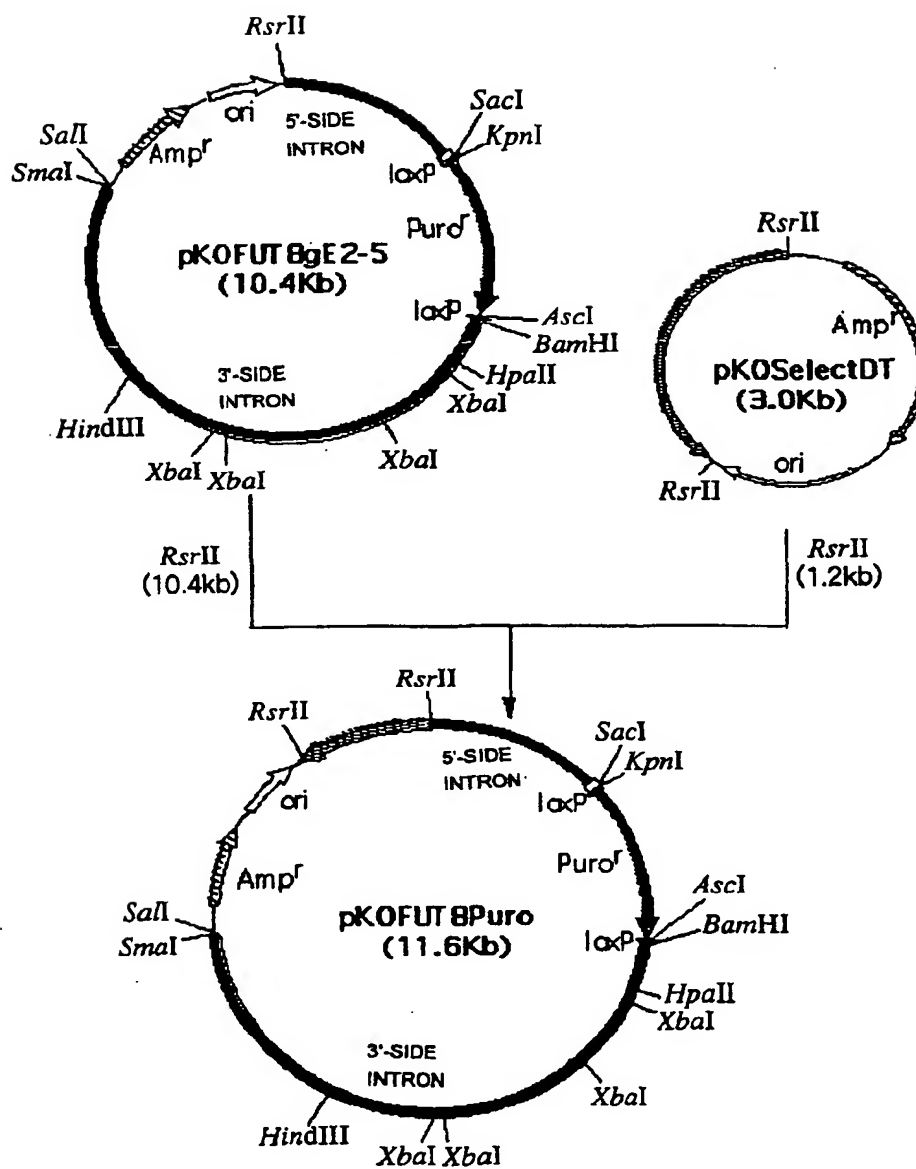 RsrII
ori
5'-SIDE
INTRON
SacI
KpnI
SalI
SmaI
Ampr
loxP
Puror
pKOFUT8gE2-5
(10.4Kb)
loxP
AscI
BamHI
HpaII
XbaI
3'-SIDE
INTRON
HindIII
XbaI
XbaI
XbaI
RsrII
Ampr
pKOSelectDT
(3.0Kb)
ori
RsrII
RsrII
(10.4kb)
RsrII
(1.2kb)
RsrII
RsrII
5'-SIDE
INTRON
SacI
KpnI
ori
loxP
Puror
Ampr
SalI
SmaI
pKOFUT8Puro
(11.6Kb)
AscI
loxP
BamHI
HpaII
XbaI
3'-SIDE
INTRON
XbaI
HindIII
XbaI
XbaI